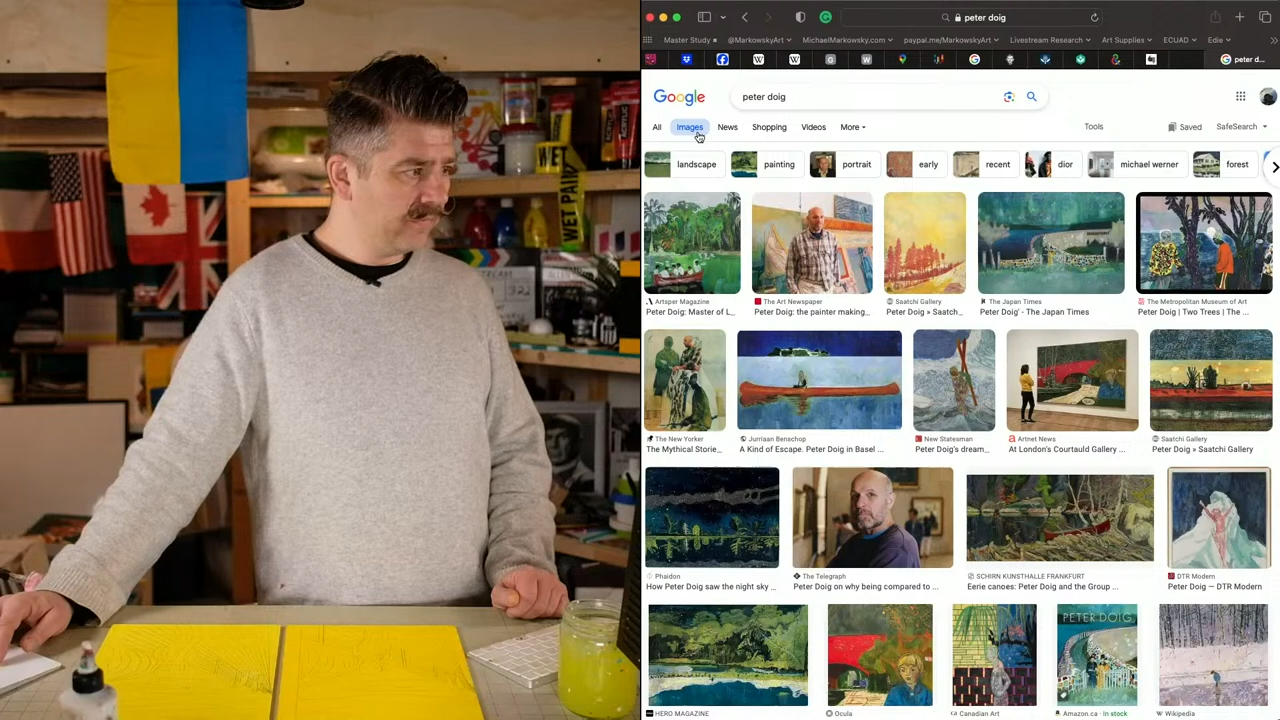 peter doig
Master Study
@MarkowskyArt
MichaelMarkowsky.com
paypal.me/MarkowskyArt
Livestream Research
Art Supplies
ECUAD
Edie
peter d...
Google
peter doig
All
Images
News
Shopping
Videos
More
Tools
Saved
SafeSearch
landscape
painting
portrait
early
recent
dior
michael werner
forest
Artsper Magazine
Peter Doig: Master of L...
The Art Newspaper
Peter Doig: the painter making...
Saatchi Gallery
Peter Doig » Saatch...
The Japan Times
Peter Doig' - The Japan Times
The Metropolitan Museum of Art
Peter Doig | Two Trees | The ...
The New Yorker
The Mythical Storie...
Jurriaan Benschop
A Kind of Escape. Peter Doig in Basel ...
New Statesman
Peter Doig's dream...
Artnet News
At London's Courtauld Gallery ...
Saatchi Gallery
Peter Doig » Saatchi Gallery
Phaidon
How Peter Doig saw the night sky ...
The Telegraph
Peter Doig on why being compared to ...
SCHIRN KUNSTHALLE FRANKFURT
Eerie canoes: Peter Doig and the Group ...
DTR Modern
Peter Doig — DTR Modern
PETER DOIG
HERO MAGAZINE
Ocula
Canadian Art
Amazon.ca · In stock
Wikipedia
WET PAINT
WET
ACRYLIC